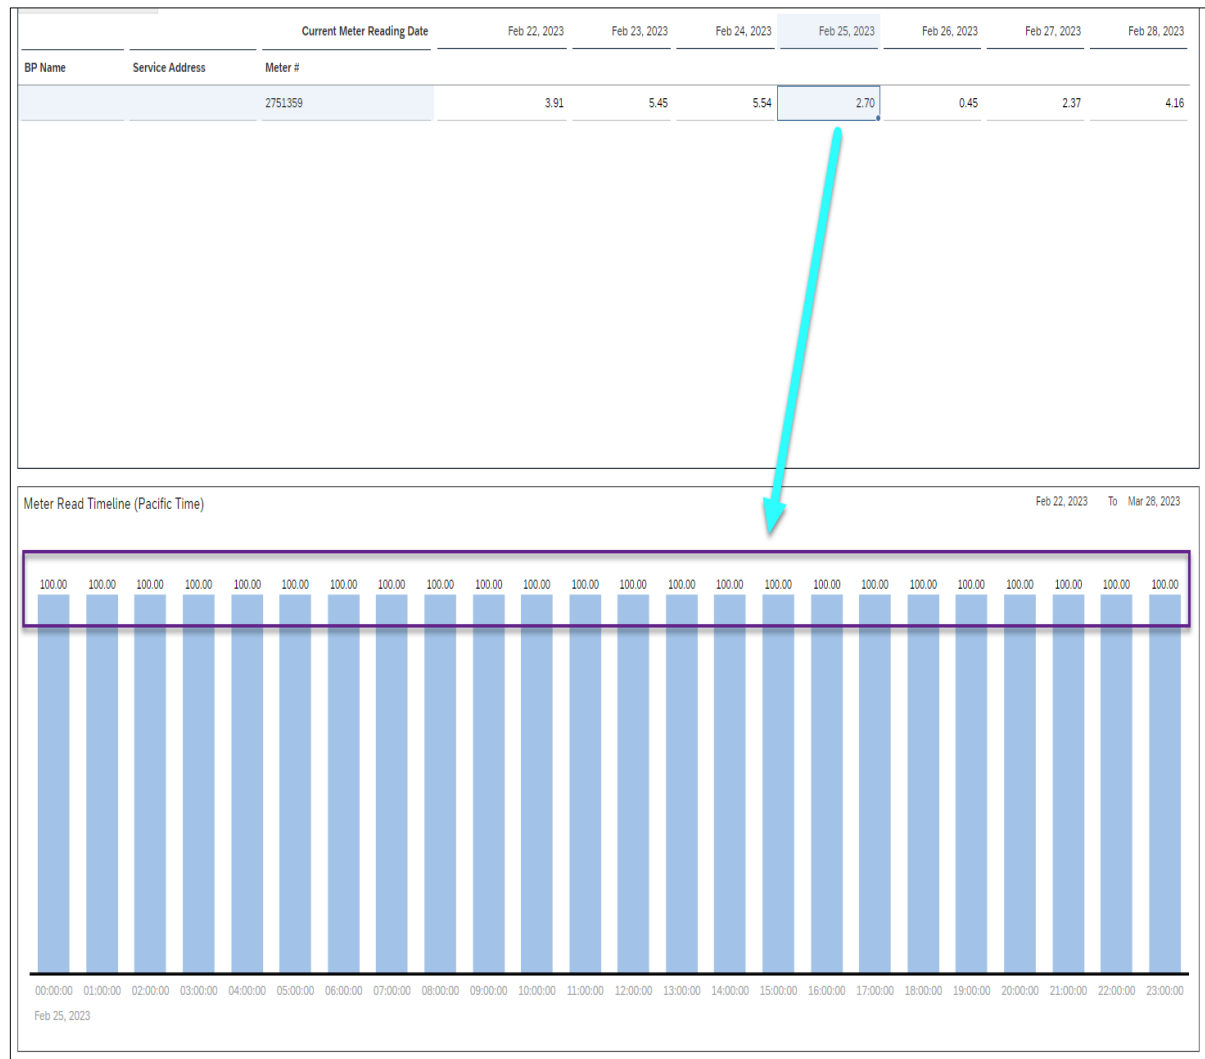 Current Meter Reading Date Feb 22, 2023 Feb 23, 2023 Feb 24, 2023 Feb 25, 2023 Feb 26, 2023 Feb 27, 2023 Feb 28, 2023
BP Name Service Address Meter #
2751359 3.91 5.45 5.54 2.70 0.45 2.37 4.16
Meter Read Timeline (Pacific Time) Feb 22, 2023 To Mar 28, 2023
100.00 100.00 100.00 100.00 100.00 100.00 100.00 100.00 100.00 100.00 100.00 100.00 100.00 100.00 100.00 100.00 100.00 100.00 100.00 100.00 100.00 100.00 100.00 100.00
00:00:00 01:00:00 02:00:00 03:00:00 04:00:00 05:00:00 06:00:00 07:00:00 08:00:00 09:00:00 10:00:00 11:00:00 12:00:00 13:00:00 14:00:00 15:00:00 16:00:00 17:00:00 18:00:00 19:00:00 20:00:00 21:00:00 22:00:00 23:00:00
Feb 25, 2023